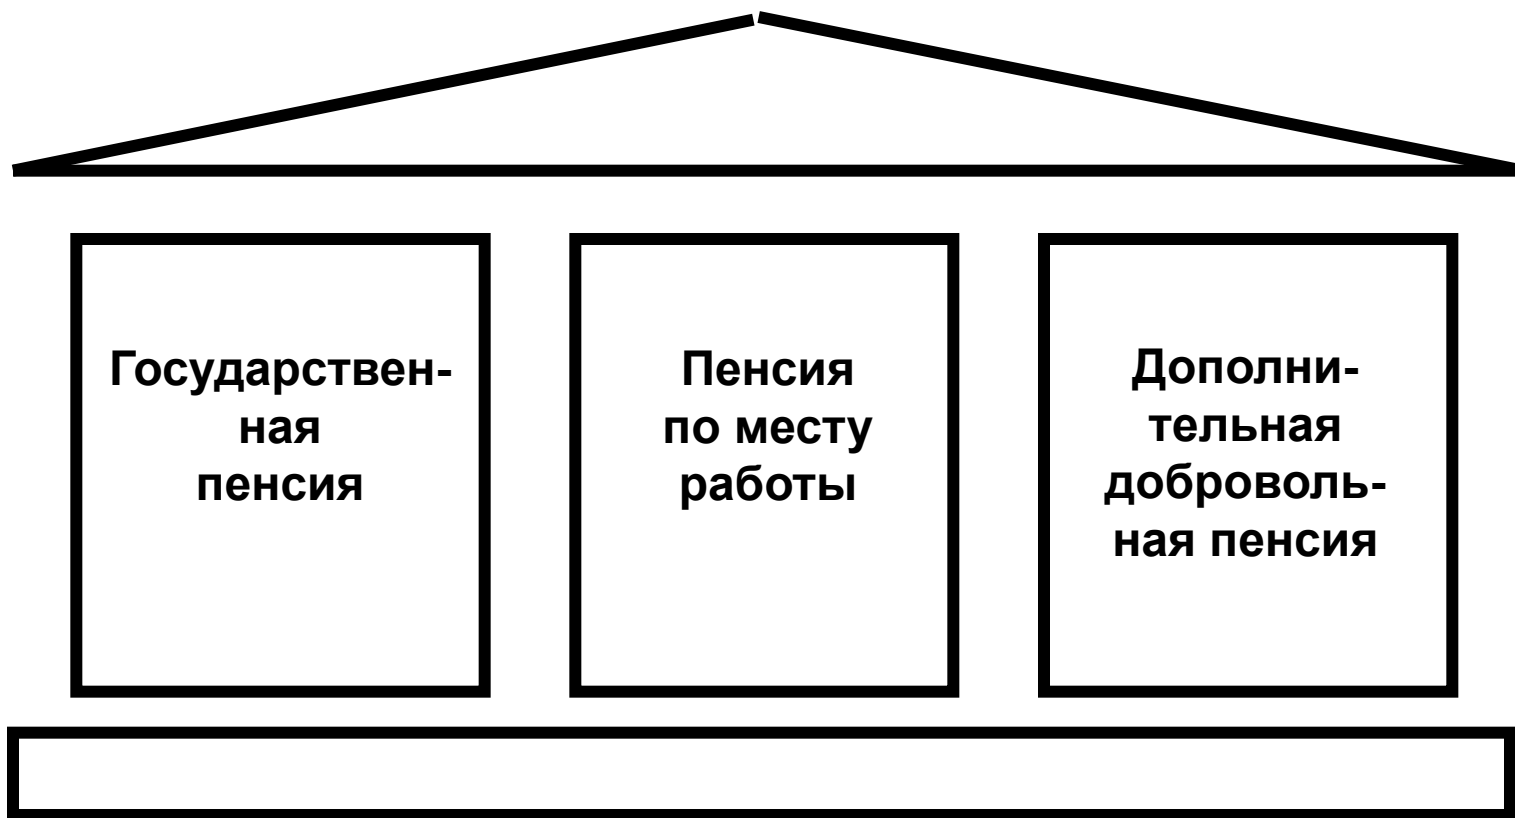 Государствен-
ная
пенсия
Пенсия
по месту
работы
Дополни-
тельная
доброволь-
ная пенсия